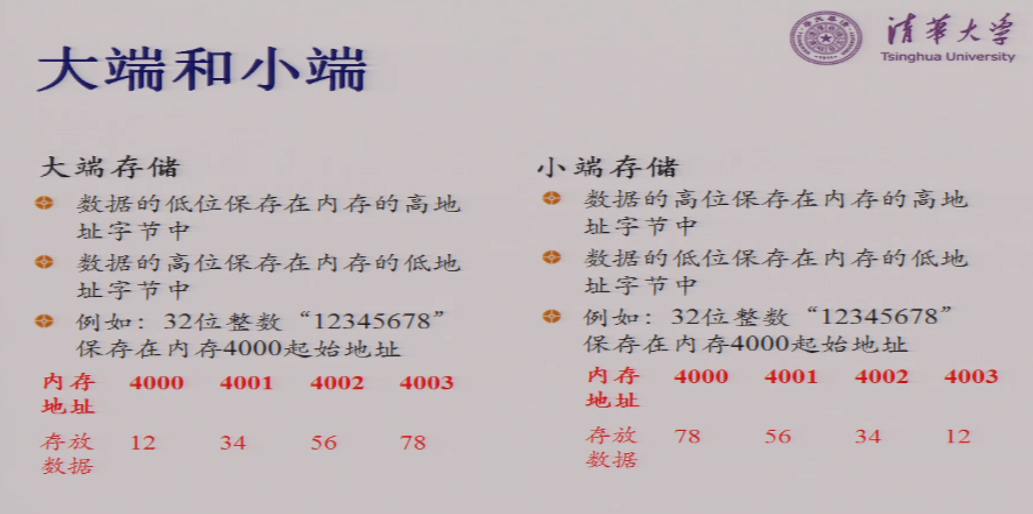 大端和小端
清华大学
Tsinghua University
大端存储
数据的低位保存在内存的高地
址字节中
数据的高位保存在内存的低地
址字节中
例如：32位整数“12345678”
保存在内存4000起始地址
内存 4000 4001 4002 4003
地址
存放 12 34 56 78
数据
小端存储
数据的高位保存在内存的高地
址字节中
数据的低位保存在内存的低地
址字节中
例如：32位整数“12345678”
保存在内存4000起始地址
内存 4000 4001 4002 4003
地址
存放 78 56 34 12
数据